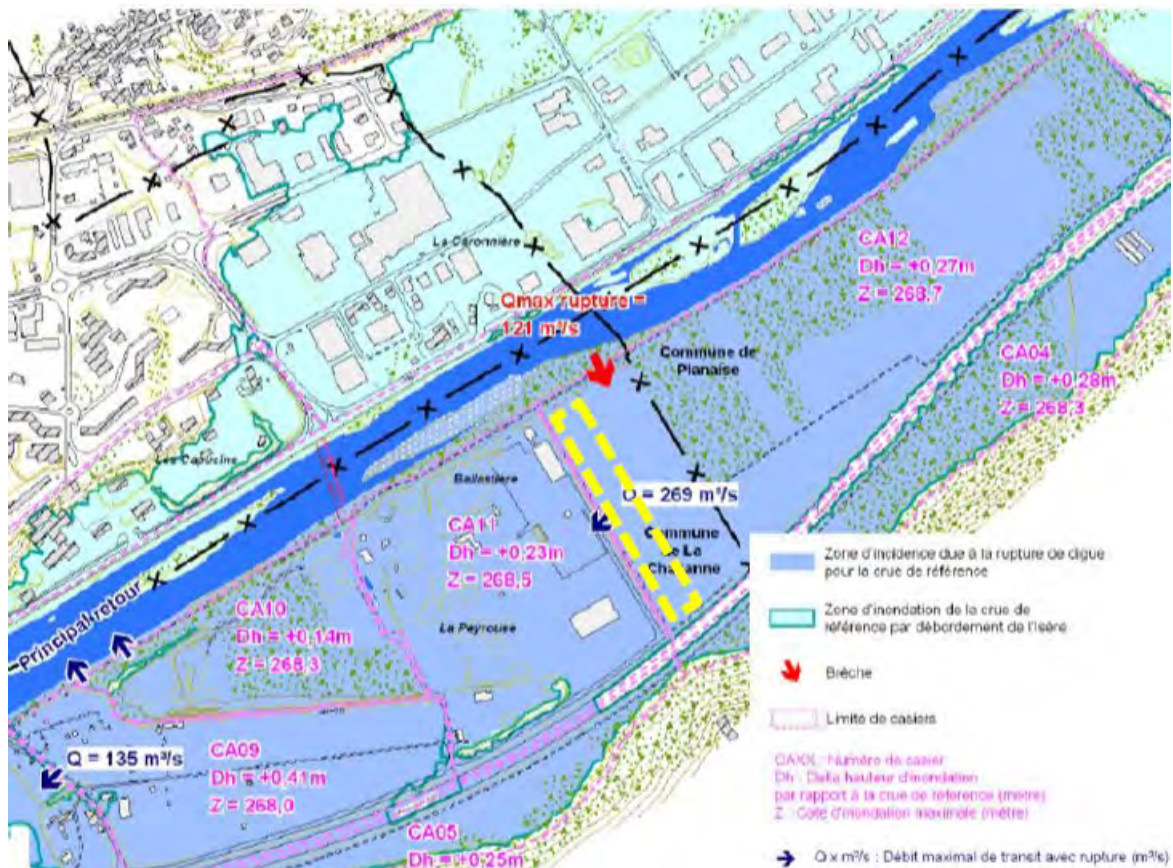 La Caronnière
CA12
Dh = +0,27m
Z = 268,7
Qmax rupture =
121 m³/s
Commune de
Planaise
CA04
Dh = +0,28m
Z = 268,3
Les Capucine
Ballastière
Q = 269 m³/s
CA11
Dh = +0,23m
Z = 268,5
Commune
de La
Chavanne
Principal retour
CA10
Dh = +0,14m
Z = 268,3
La Peyrouse
Q = 135 m³/s
CA09
Dh = +0,41m
Z = 268,0
CA05
Dh = +0,25m
Zone d'incidence due à la rupture de digue
pour la crue de référence
Zone d'inondation de la crue de
référence par débordement de l'Isère
Brèche
Limite de casiers
CAXX : Numéro de casier
Dh : Delta hauteur d'inondation
par rapport à la crue de référence (mètre)
Z : Cote d'inondation maximale (mètre)
Q x m³/s : Débit maximal de transit avec rupture (m³/s)